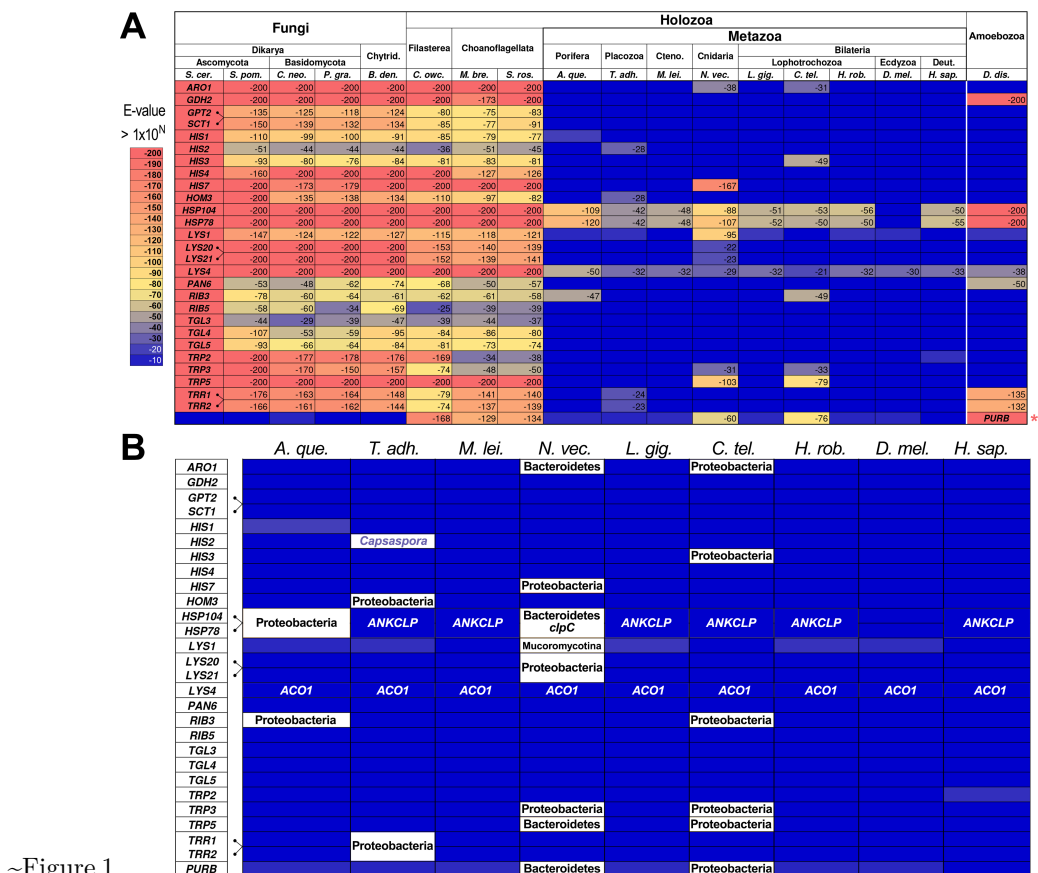 A
Fungi
Holozoa
Amoebozoa
Filasterea
Choanoflagellata
Metazoa
Dikarya
Chytrid.
Porifera
Placozoa
Cteno.
Cnidaria
Bilateria
Ascomycota
Basidiomycota
Lophotrochozoa
Ecdyzoa
Deut.
S. cer. S. pom. C. neo. P. gra. B. den. C. owc. M. bre. S. ros. A. que. T. adh. M. lei. N. vec. L. gig. C. tel. H. rob. D. mel. H. sap. D. dis.
E-value
> 1x10N
-200
-190
-180
-170
-160
-150
-140
-130
-120
-110
-100
-90
-80
-70
-60
-50
-40
-30
-20
-10
ARO1 -200 -200 -200 -200 -200 -200 -200 -38 -31
GDH2 -200 -200 -200 -200 -200 -173 -200 -200
GPT2 -135 -125 -118 -124 -80 -75 -83
SCT1 -150 -139 -132 -134 -85 -77 -91
HIS1 -110 -99 -100 -91 -85 -79 -77
HIS2 -51 -44 -44 -44 -36 -51 -45 -28
HIS3 -93 -80 -76 -84 -81 -83 -81 -49
HIS4 -160 -200 -200 -200 -200 -127 -126
HIS7 -200 -173 -179 -200 -200 -200 -200 -167
HOM3 -200 -135 -138 -134 -110 -97 -82 -28
HSP104 -200 -200 -200 -200 -200 -200 -200 -109 -42 -48 -88 -51 -53 -56 -50 -200
HSP78 -200 -200 -200 -200 -200 -200 -200 -120 -42 -48 -107 -52 -50 -50 -55 -200
LYS1 -147 -124 -122 -127 -115 -118 -121 -95
LYS20 -200 -200 -200 -200 -153 -140 -139 -22
LYS21 -200 -200 -200 -200 -152 -139 -141 -23
LYS4 -200 -200 -200 -200 -200 -200 -200 -50 -32 -32 -29 -32 -21 -32 -30 -33 -38
PAN6 -53 -48 -62 -74 -68 -50 -57 -50
RIB3 -78 -60 -64 -61 -62 -61 -58 -47 -49
RIB5 -58 -60 -34 -69 -25 -39 -39
TGL3 -44 -29 -39 -47 -39 -44 -37
TGL4 -107 -53 -59 -95 -84 -86 -80
TGL5 -93 -66 -64 -84 -81 -73 -74
TRP2 -200 -177 -178 -176 -169 -34 -38
TRP3 -200 -170 -150 -157 -74 -48 -50 -31 -33
TRP5 -200 -200 -200 -200 -200 -200 -200 -103 -79
TRR1 -176 -163 -164 -148 -79 -141 -140 -24 -135
TRR2 -166 -161 -162 -144 -74 -137 -139 -23 -132
-168 -129 -134 -60 -76 PURB *
B
A. que. T. adh. M. lei. N. vec. L. gig. C. tel. H. rob. D. mel. H. sap.
ARO1 Bacteroidetes Proteobacteria
GDH2
GPT2
SCT1
HIS1
HIS2 Capsaspora
HIS3 Proteobacteria
HIS4
HIS7 Proteobacteria
HOM3 Proteobacteria
HSP104 Proteobacteria ANKCLP ANKCLP Bacteroidetes ANKCLP ANKCLP ANKCLP ANKCLP
HSP78 clpC
LYS1 Mucoromycotina
LYS20 Proteobacteria
LYS21
LYS4 ACO1 ACO1 ACO1 ACO1 ACO1 ACO1 ACO1 ACO1 ACO1
PAN6
RIB3 Proteobacteria Proteobacteria
RIB5
TGL3
TGL4
TGL5
TRP2
TRP3 Proteobacteria Proteobacteria
TRP5 Bacteroidetes Proteobacteria
TRR1 Proteobacteria
TRR2
PURB Bacteroidetes Proteobacteria
~Figure 1